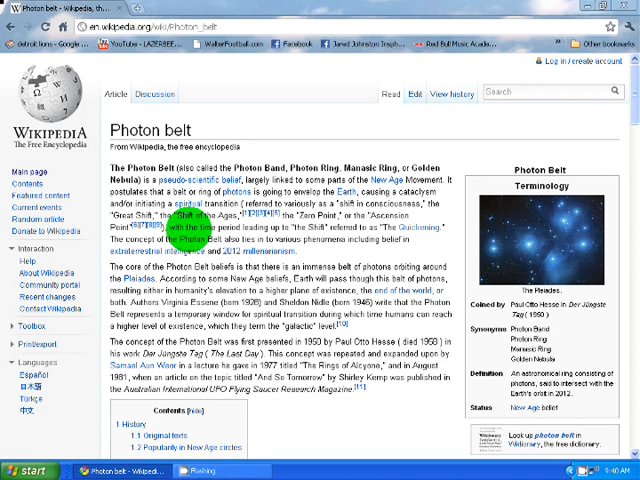 Photon belt - Wikipedia, th...
en.wikipedia.org/wiki/Photon_belt
detroit lions - Google ...
YouTube - LAZERBEE...
WalterFootball.com
Facebook
Jared Johnston Insph...
Red Bull Music Acade...
»
Other bookmarks
Log in / create account
Article
Discussion
Read
Edit
View history
Search
WIKIPEDIA
The Free Encyclopedia
Main page
Contents
Featured content
Current events
Random article
Donate to Wikipedia
Interaction
Help
About Wikipedia
Community portal
Recent changes
Contact Wikipedia
Toolbox
Print/export
Languages
Español
日本語
Türkçe
中文
Photon belt
From Wikipedia, the free encyclopedia
The Photon Belt (also called the Photon Band, Photon Ring, Manasic Ring, or Golden
Nebula) is a pseudo-scientific belief, largely linked to some parts of the New Age Movement. It
postulates that a belt or ring of photons is going to envelop the Earth, causing a cataclysm
and/or initiating a spiritual transition ( referred to variously as a "shift in consciousness," the
"Great Shift," the "Shift of the Ages,"[1][2][3][4][5] the "Zero Point," or the "Ascension
Point"[6][7][8][9]), with the time period leading up to "the Shift" referred to as "The Quickening."
The concept of the Photon Belt also ties in to various phenomena including belief in
extraterrestrial intelligence and 2012 millenarianism.
The core of the Photon Belt beliefs is that there is an immense belt of photons orbiting around
the Pleiades. According to some New Age beliefs, Earth will pass though this belt of photons,
resulting either in humanity's elevation to a higher plane of existence, the end of the world, or
both. Authors Virginia Essene (born 1928) and Sheldon Nidle (born 1946) write that the Photon
Belt represents a temporary window for spiritual transition during which time humans can reach
a higher level of existence, which they term the "galactic" level.[10]
The concept of the Photon Belt was first presented in 1950 by Paul Otto Hesse ( died 1958 ) in
his work Der Jüngste Tag ( The Last Day ). This concept was repeated and expanded upon by
Samael Aun Weor in a lecture he gave in 1977 titled "The Rings of Alcyone," and in August
1981, when an article on the topic titled "And So Tomorrow" by Shirley Kemp was published in
the Australian International UFO Flying Saucer Research Magazine.[11]
Contents [hide]
1 History
1.1 Original texts
1.2 Popularity in New Age circles
Photon Belt
Terminology
The Pleiades.
Coined by Paul Otto Hesse in Der Jüngste
Tag ( 1950 )
Synonyms Photon Band
Photon Ring
Manasic Ring
Golden Nebula
Definition An astronomical ring consisting of
photons, said to intersect with the
Earth's orbit in 2012.
Status New Age belief
Look up photon belt in
Wiktionary, the free dictionary.
start
Photon belt - Wikiped...
Flashing
9:40 AM